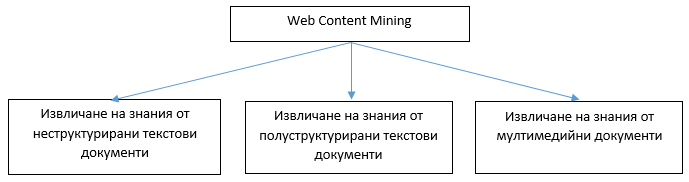 Web Content Mining
Извличане на знания от
неструктурирани текстови
документи
Извличане на знания от
полуструктурирани текстови
документи
Извличане на знания от
мултимедийни документи